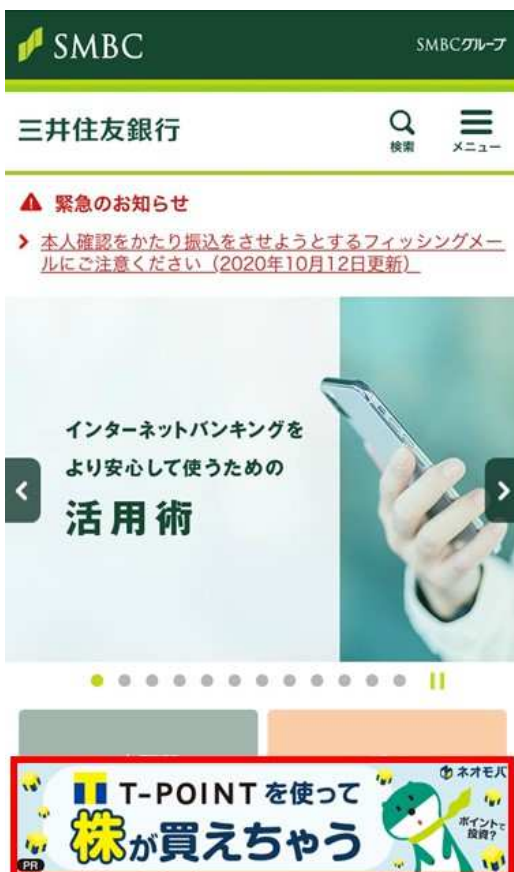 SMBC
SMBCグループ
三井住友銀行
検索
メニュー
緊急のお知らせ
本人確認をかたり振込をさせようとするフィッシングメー
ルにご注意ください（2020年10月12日更新）
インターネットバンキングを
より安心して使うための
活用術
T-POINTを使って
株が買えちゃう
ネオモバ
ポイントで
投資?
PR